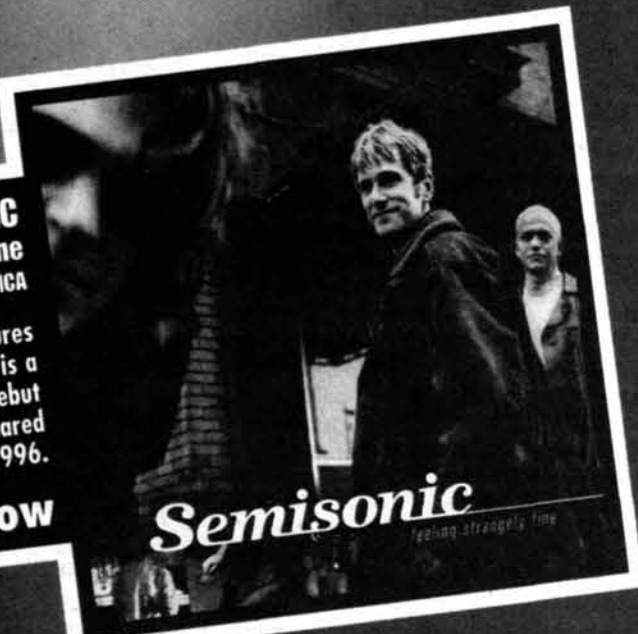 C
ne
ICA
ures
is a
ebut
ared
996.
ow
Semisonic
feeling strangely fine